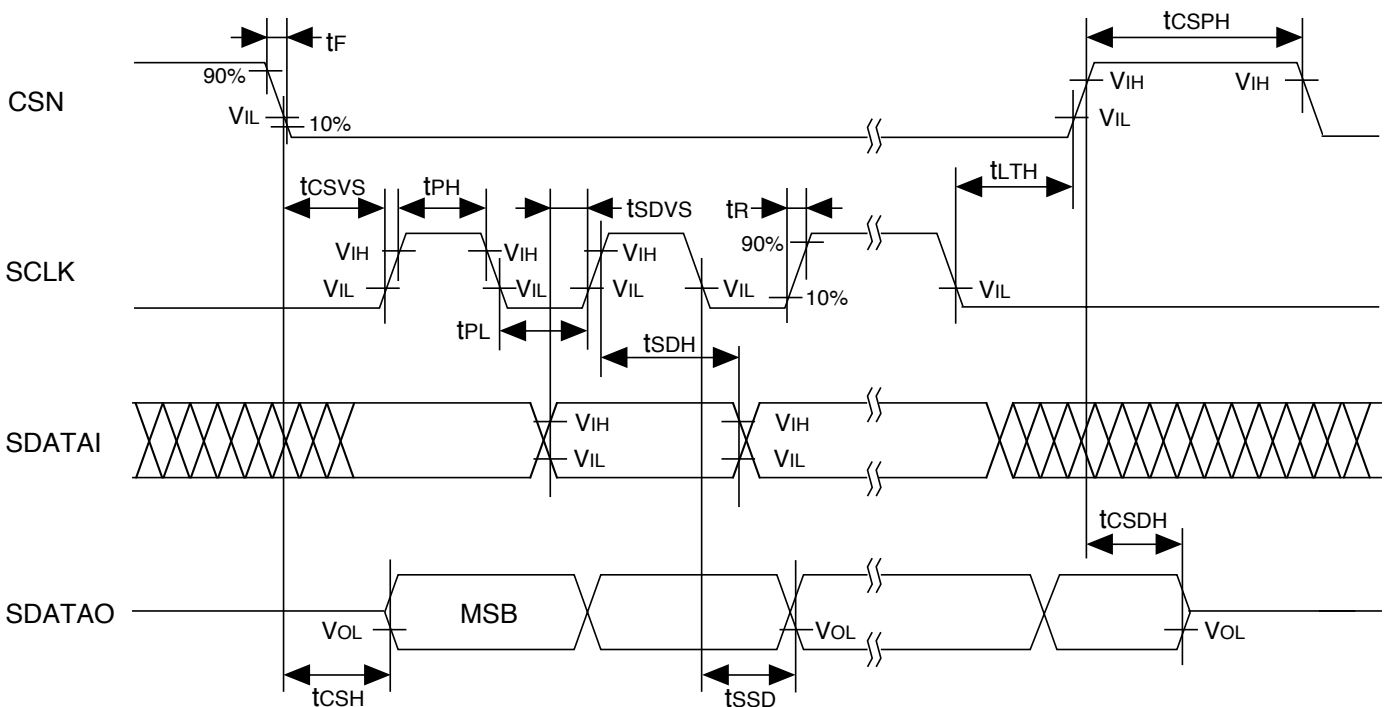 tF
tCSPH
90%
VIH
VIH
CSN
VIL
10%
VIL
tCSVS
tPH
tSDVS
tR
tLTH
90%
VIH
VIH
VIH
SCLK
VIL
VIL
VIL
VIL
10%
VIL
tPL
tSDH
VIH
VIH
SDATAI
VIL
VIL
tCSDH
SDATAO
MSB
VOL
VOL
VOL
tCSH
tSSD